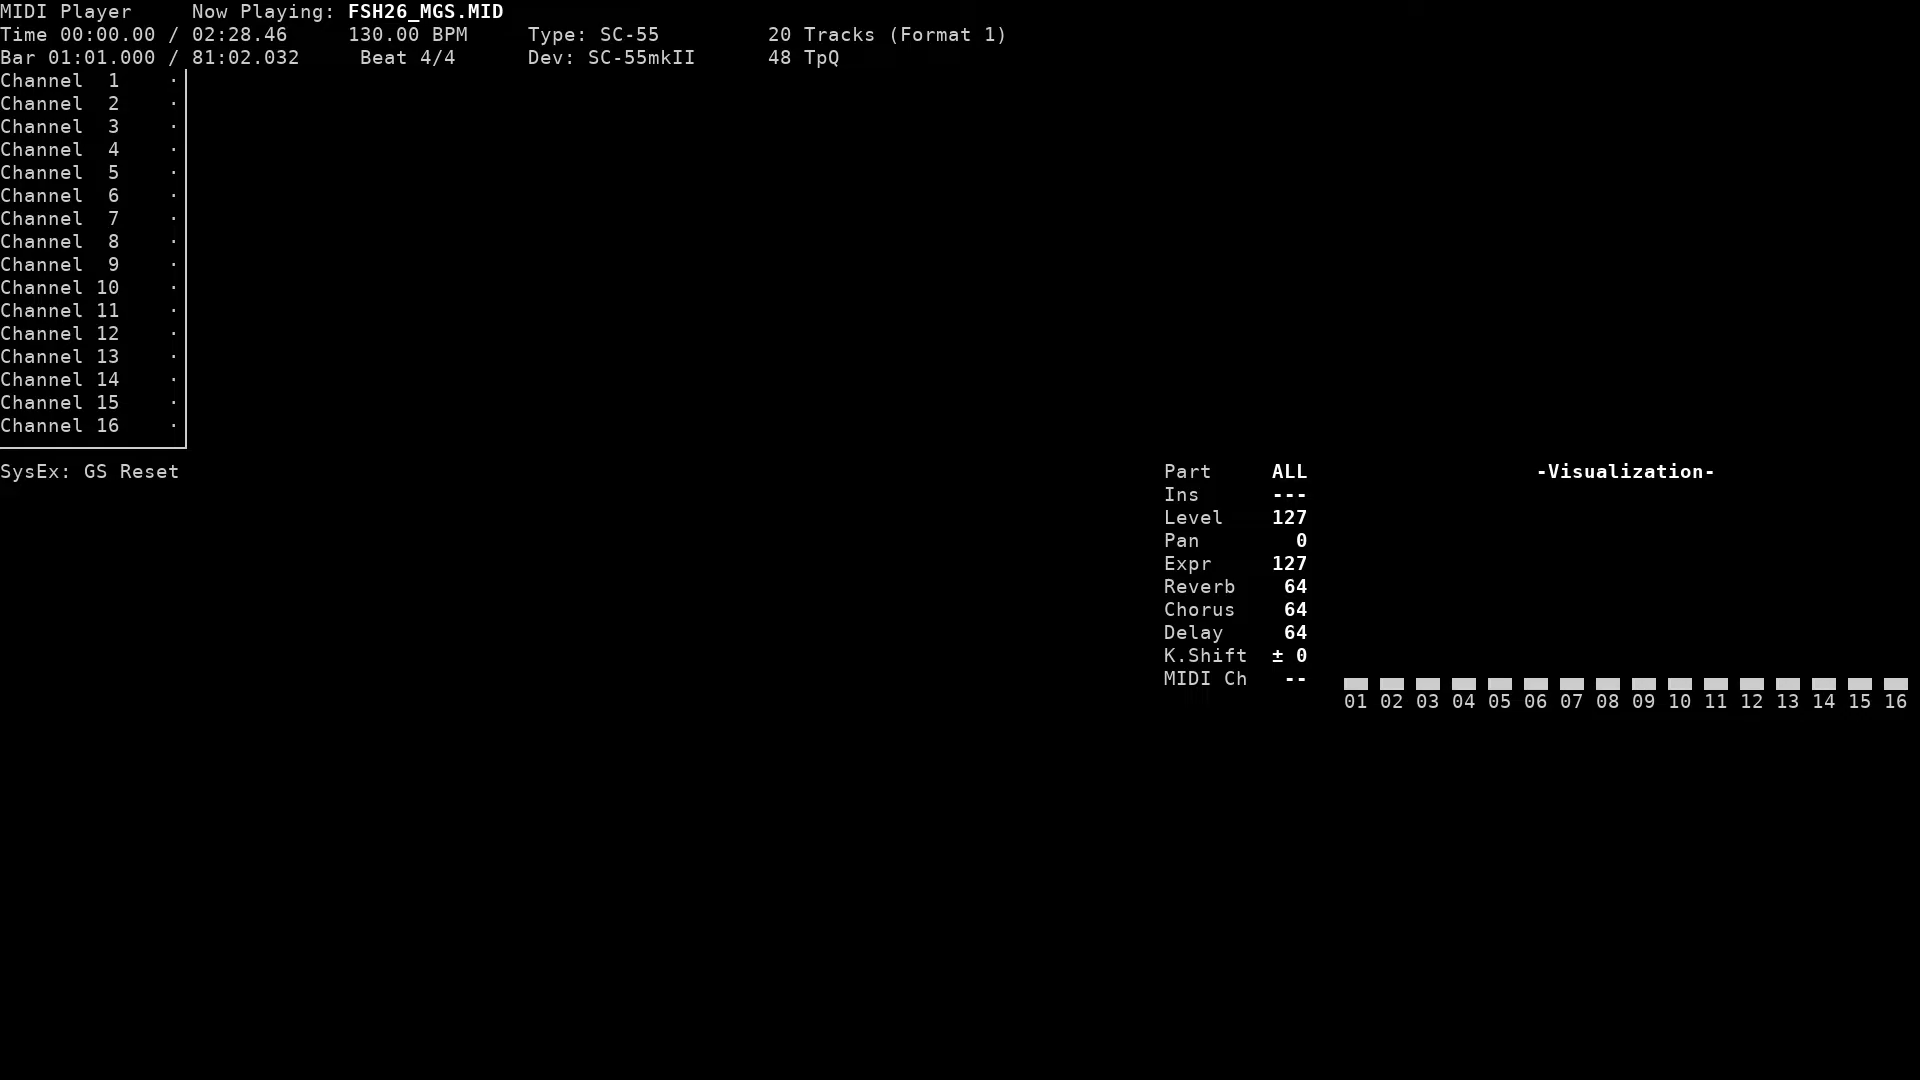 MIDI Player     Now Playing: FSH26_MGS.MID
Time 00:00.00 / 02:28.46     130.00 BPM     Type: SC-55         20 Tracks (Format 1)
Bar 01:01.000 / 81:02.032     Beat 4/4      Dev: SC-55mkII      48 TpQ
Channel  1    ·
Channel  2    ·
Channel  3    ·
Channel  4    ·
Channel  5    ·
Channel  6    ·
Channel  7    ·
Channel  8    ·
Channel  9    ·
Channel 10    ·
Channel 11    ·
Channel 12    ·
Channel 13    ·
Channel 14    ·
Channel 15    ·
Channel 16    ·
SysEx: GS Reset
Part     ALL
Ins      ---
Level    127
Pan        0
Expr     127
Reverb    64
Chorus    64
Delay     64
K.Shift  ± 0
MIDI Ch   --
-Visualization-
01 02 03 04 05 06 07 08 09 10 11 12 13 14 15 16